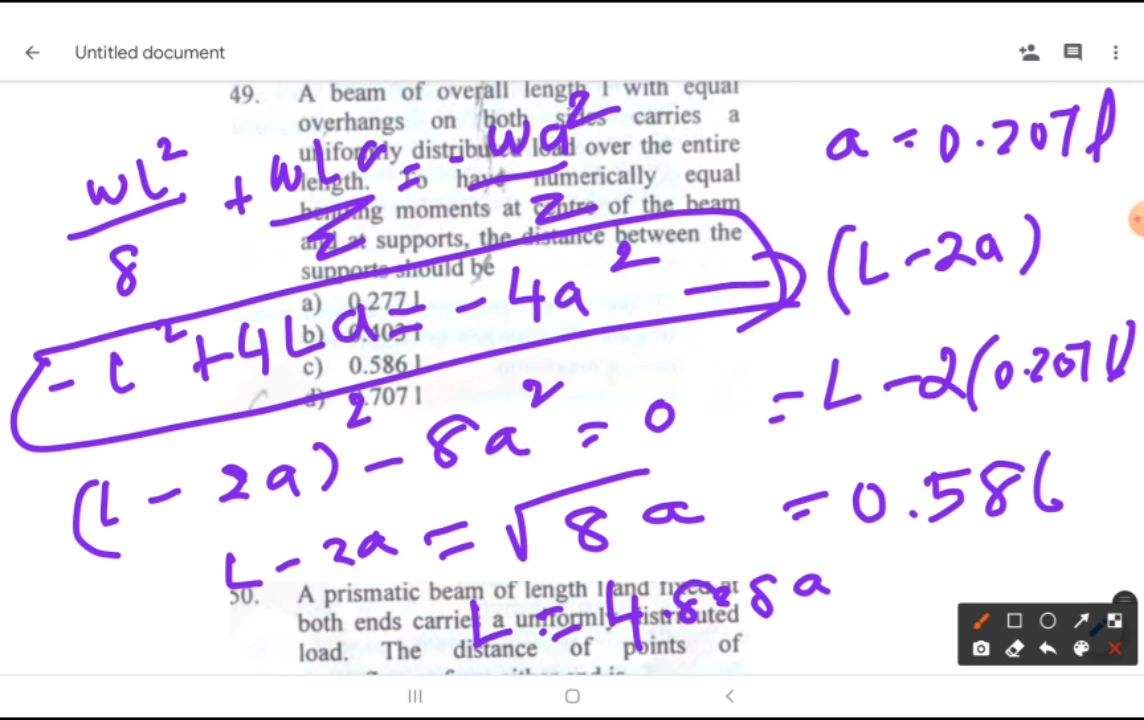 Untitled document
49. A beam of overall length l with equal
overhangs on both sides carries a
uniformly distributed load over the entire
length. To have numerically equal
bending moments at centre of the beam
and at supports, the distance between the
supports should be
a) 0.277 l
b) 0.403 l
c) 0.586 l
d) 0.707 l
wL²/8 + wLa/2 = -wa²/2
-L²+4La = -4a²
(L-2a)²-8a²=0
L-2a=√8a
L=4.828a
a=0.207l
(L-2a)
=L-2(0.207l)
=0.586
50. A prismatic beam of length l and fixed at
both ends carries a uniformly distributed
load. The distance of points of